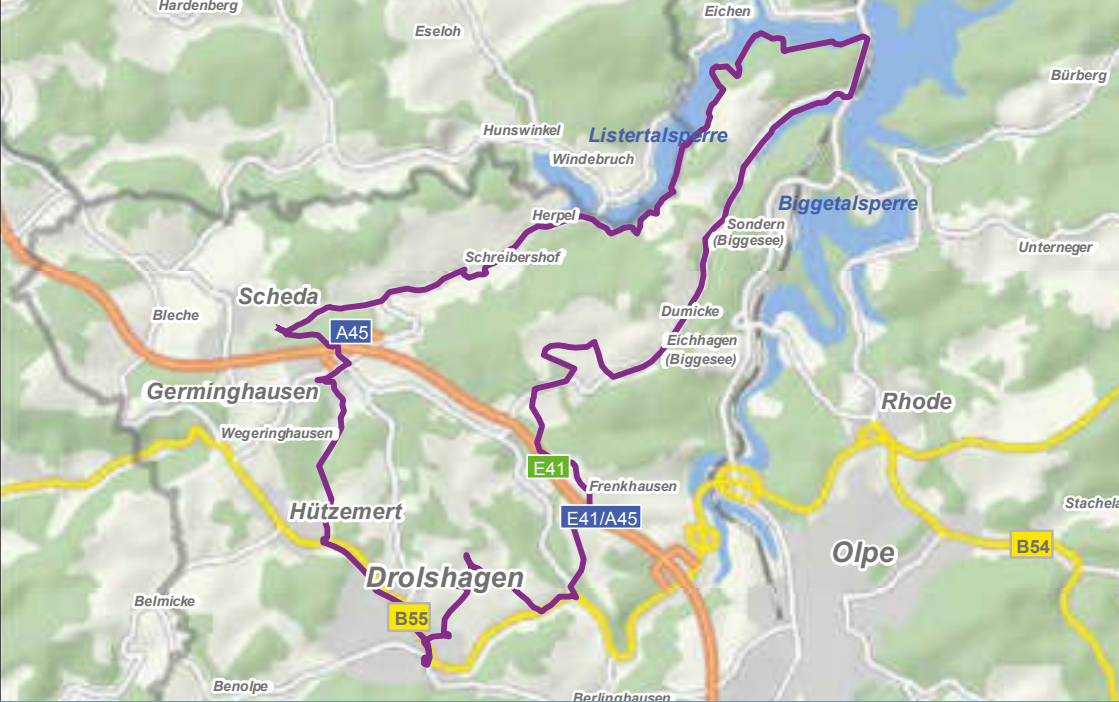 Hardenberg
Eichen
Eseloh
Bürberg
Hunswinkel
Listertalsperre
Windebruch
Biggetalsperre
Herpel
Sondern
(Biggesee)
Unterneger
Schreibershof
Scheda
Bleche
Dumicke
A45
Eichhagen
(Biggesee)
Germinghausen
Rhode
Wegeringhausen
E41
Frenkhausen
Hützemert
E41/A45
B54
Olpe
Drolshagen
Belmicke
B55
Benolpe
Berlinghausen